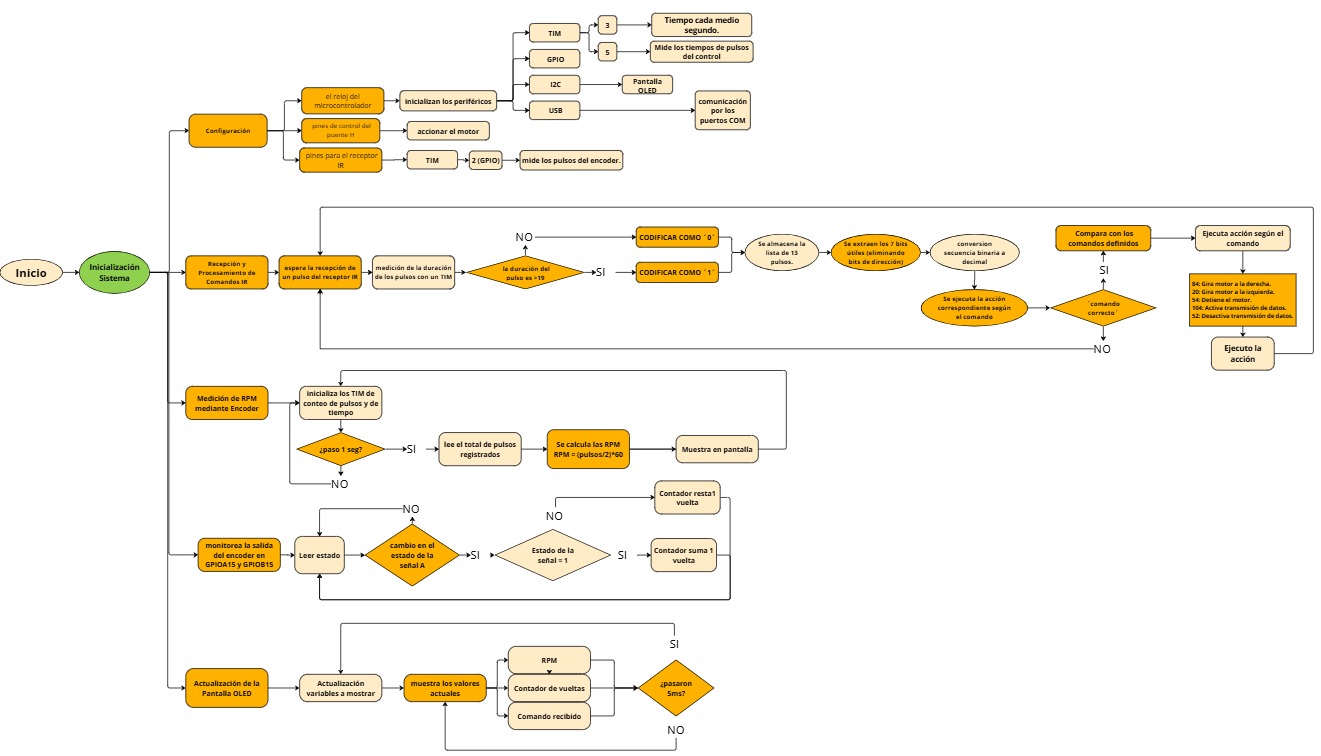 Inicio
Inicialización
Sistema
Configuración
el reloj del
microcontrolador
inicializan los periféricos
TIM
3
Tiempo cada medio
segundo.
5
Mide los tiempos de pulsos
del control
GPIO
I2C
Pantalla
OLED
USB
comunicación
por los
puertos COM
pines de control del
puente H
accionar el motor
pines para el receptor
IR
TIM
2 (GPIO)
mide los pulsos del encoder.
Recepción y
Procesamiento de
Comandos IR
espera la recepción de
un pulso del receptor IR
medición de la duración
de los pulsos con un TIM
la duración del
pulso es >19
NO
CODIFICAR COMO ´0´
SI
CODIFICAR COMO ´1´
Se almacena la
lista de 13
pulsos.
Se extraen los 7 bits
útiles (eliminando
bits de dirección)
conversion
secuencia binaria a
decimal
Se ejecuta la acción
correspondiente según
el comando
´comando
correcto´
SI
NO
Compara con los
comandos definidos
Ejecuta acción según el
comando
84: Gira motor a la derecha.
20: Gira motor a la izquierda.
54: Detiene el motor.
104: Activa transmisión de datos.
52: Desactiva transmisión de datos.
Ejecuto la
acción
Medición de RPM
mediante Encoder
inicializa los TIM de
conteo de pulsos y de
tiempo
¿paso 1 seg?
SI
NO
lee el total de pulsos
registrados
Se calcula las RPM
RPM = (pulsos/2)*60
Muestra en pantalla
monitorea la salida
del encoder en
GPIOA15 y GPIOB15
Leer estado
cambio en el
estado de la
señal A
NO
SI
Estado de la
señal = 1
NO
Contador resta1
vuelta
SI
Contador suma 1
vuelta
Actualización de la
Pantalla OLED
Actualización
variables a mostrar
muestra los valores
actuales
RPM
Contador de vueltas
Comando recibido
¿pasaron
5ms?
SI
NO